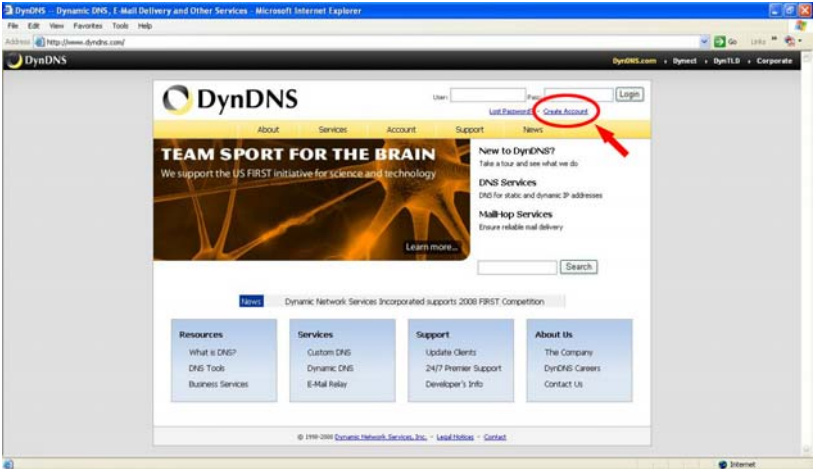 DynDNS -- Dynamic DNS, E-Mail Delivery and Other Services - Microsoft Internet Explorer
File Edit View Favorites Tools Help
Address http://www.dyndns.com/ Go Links »
DynDNS DynDNS.com Dynect DynTLD Corporate
DynDNS
User: Pass: Login
Lost Password? - Create Account
About Services Account Support News
TEAM SPORT FOR THE BRAIN
We support the US FIRST initiative for science and technology
Learn more...
New to DynDNS?
Take a tour and see what we do
DNS Services
DNS for static and dynamic IP addresses
MailHop Services
Ensure reliable mail delivery
Search
News Dynamic Network Services Incorporated supports 2008 FIRST Competition
Resources
What is DNS?
DNS Tools
Business Services
Services
Custom DNS
Dynamic DNS
E-Mail Relay
Support
Update Clients
24/7 Premier Support
Developer's Info
About Us
The Company
DynDNS Careers
Contact Us
© 1998-2008 Dynamic Network Services, Inc. - Legal Notices - Contact
Internet